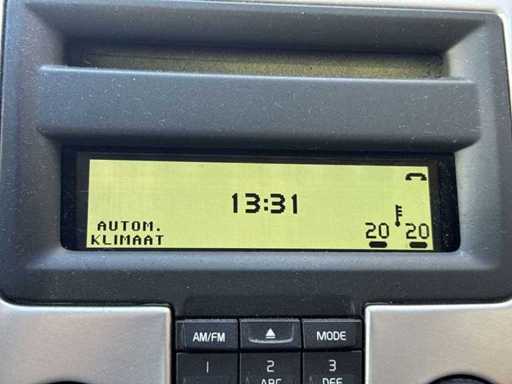 13:31
AUTOM.
KLIMAAT
20 20
AM/FM MODE
1 2 3
ABC DEF